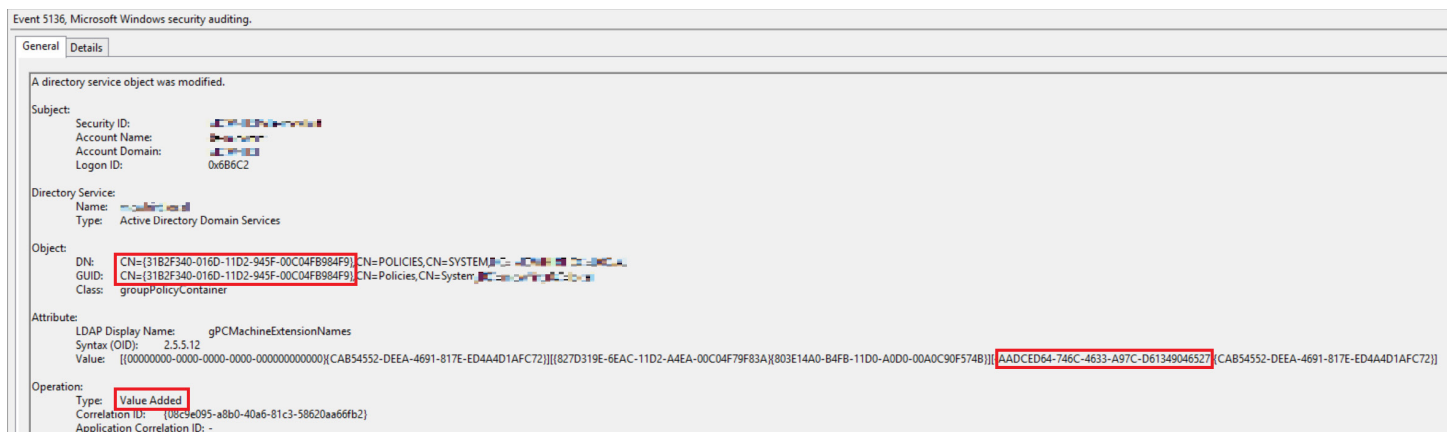 Event 5136, Microsoft Windows security auditing.
General Details
A directory service object was modified.
Subject:
Security ID:
Account Name:
Account Domain:
Logon ID: 0x6B6C2
Directory Service:
Name:
Type: Active Directory Domain Services
Object:
DN: CN={31B2F340-016D-11D2-945F-00C04FB984F9},CN=POLICIES,CN=SYSTEM,
GUID: CN={31B2F340-016D-11D2-945F-00C04FB984F9},CN=Policies,CN=System,
Class: groupPolicyContainer
Attribute:
LDAP Display Name: gPCMachineExtensionNames
Syntax (OID): 2.5.5.12
Value: [{00000000-0000-0000-0000-000000000000}{CAB54552-DEEA-4691-817E-ED4A4D1AFC72}][{827D319E-6EAC-11D2-A4EA-00C04F79F83A}{803E14A0-B4FB-11D0-A0D0-00A0C90F574B}][{AADCED64-746C-4633-A97C-D61349046527}{CAB54552-DEEA-4691-817E-ED4A4D1AFC72}]
Operation:
Type: Value Added
Correlation ID: {08c9e095-a8b0-40a6-81c3-58620aa66fb2}
Application Correlation ID: -